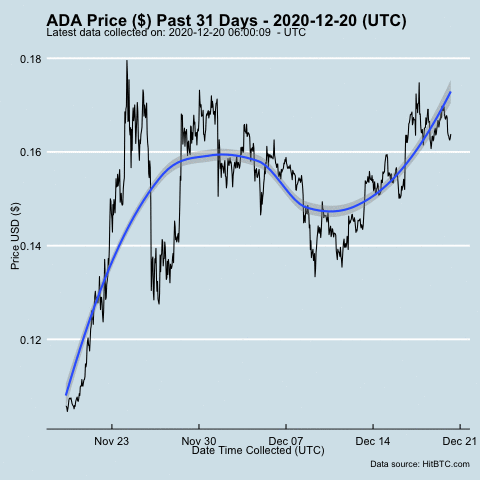 ADA Price ($) Past 31 Days - 2020-12-20 (UTC)
Latest data collected on: 2020-12-20 06:00:09 - UTC
0.18
0.16
0.14
0.12
Price USD ($)
Nov 23
Nov 30
Dec 07
Dec 14
Dec 21
Date Time Collected (UTC)
Data source: HitBTC.com